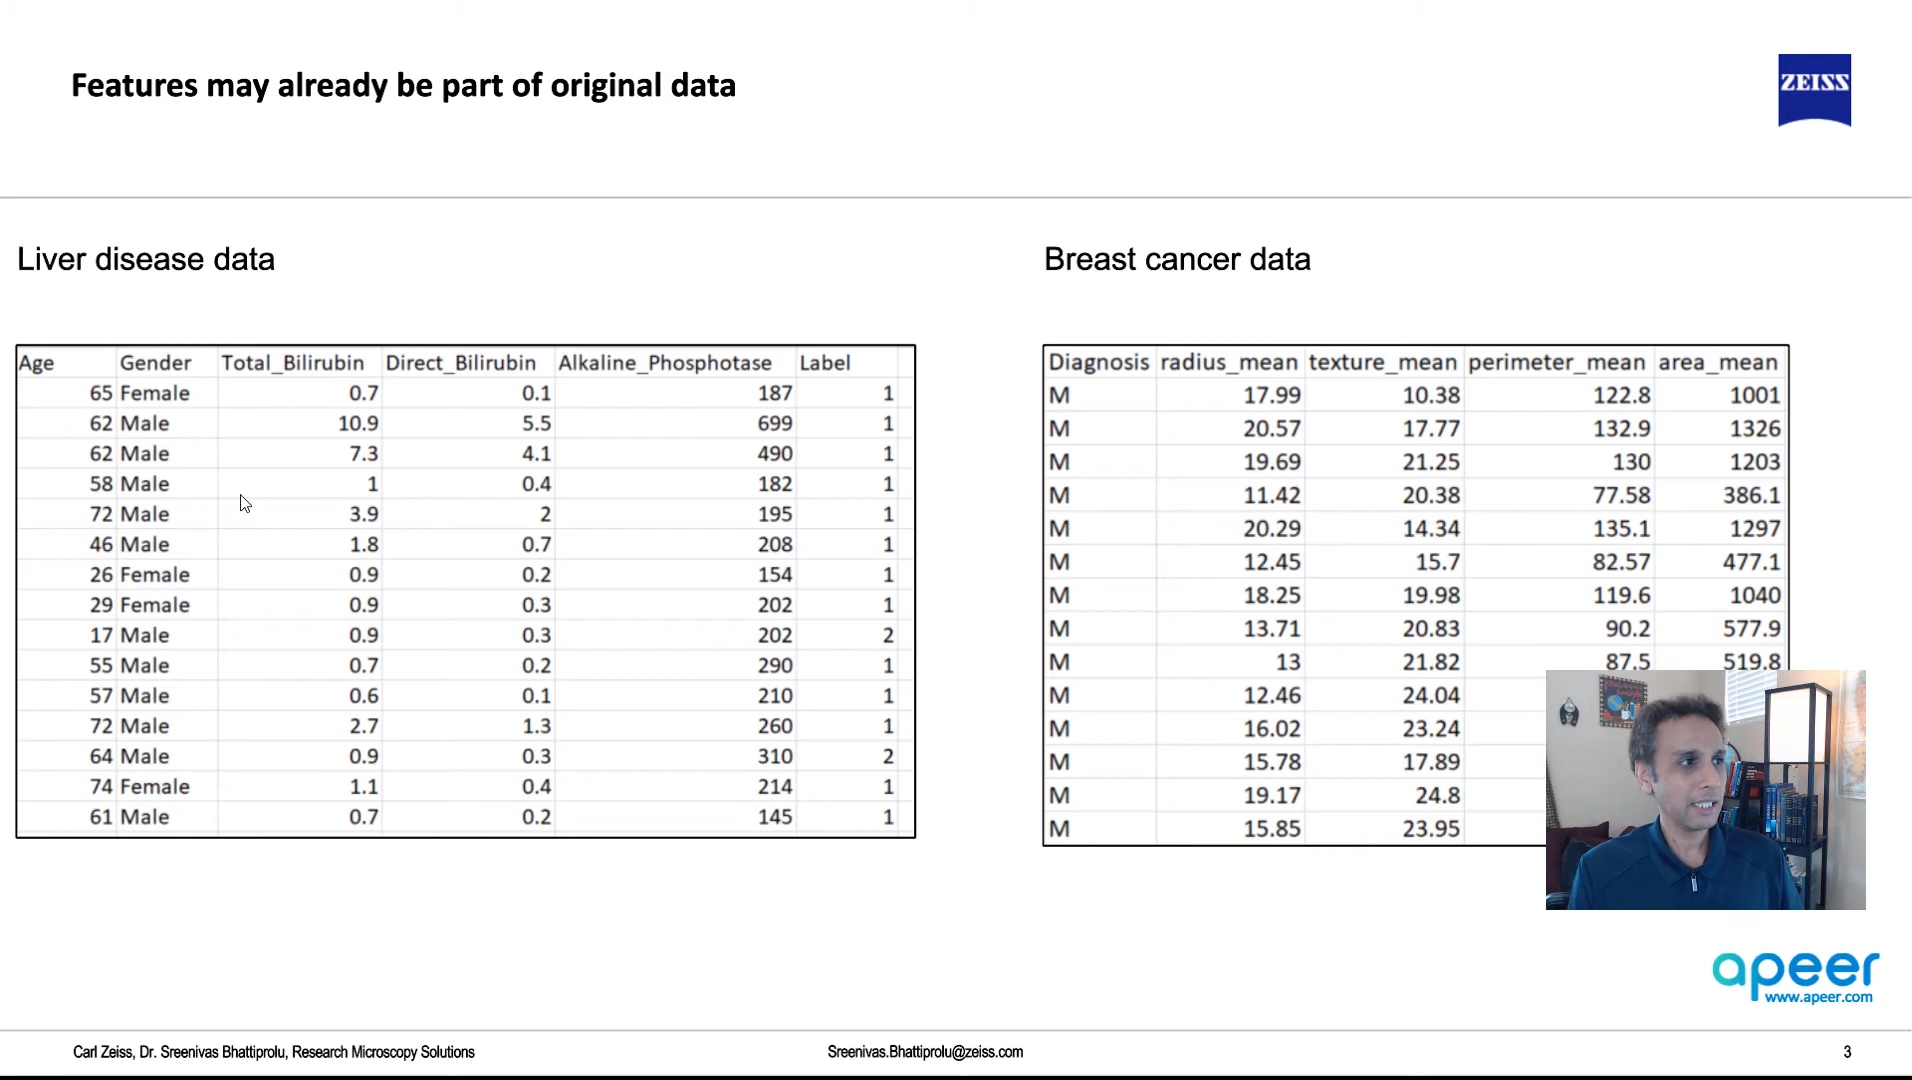 Features may already be part of original data
ZEISS
Liver disease data
Age Gender Total_Bilirubin Direct_Bilirubin Alkaline_Phosphotase Label
65 Female 0.7 0.1 187 1
62 Male 10.9 5.5 699 1
62 Male 7.3 4.1 490 1
58 Male 1 0.4 182 1
72 Male 3.9 2 195 1
46 Male 1.8 0.7 208 1
26 Female 0.9 0.2 154 1
29 Female 0.9 0.3 202 1
17 Male 0.9 0.3 202 2
55 Male 0.7 0.2 290 1
57 Male 0.6 0.1 210 1
72 Male 2.7 1.3 260 1
64 Male 0.9 0.3 310 2
74 Female 1.1 0.4 214 1
61 Male 0.7 0.2 145 1
Breast cancer data
Diagnosis radius_mean texture_mean perimeter_mean area_mean
M 17.99 10.38 122.8 1001
M 20.57 17.77 132.9 1326
M 19.69 21.25 130 1203
M 11.42 20.38 77.58 386.1
M 20.29 14.34 135.1 1297
M 12.45 15.7 82.57 477.1
M 18.25 19.98 119.6 1040
M 13.71 20.83 90.2 577.9
M 13 21.82 87.5 519.8
M 12.46 24.04
M 16.02 23.24
M 15.78 17.89
M 19.17 24.8
M 15.85 23.95
apeer
www.apeer.com
Carl Zeiss, Dr. Sreenivas Bhattiprolu, Research Microscopy Solutions
Sreenivas.Bhattiprolu@zeiss.com
3